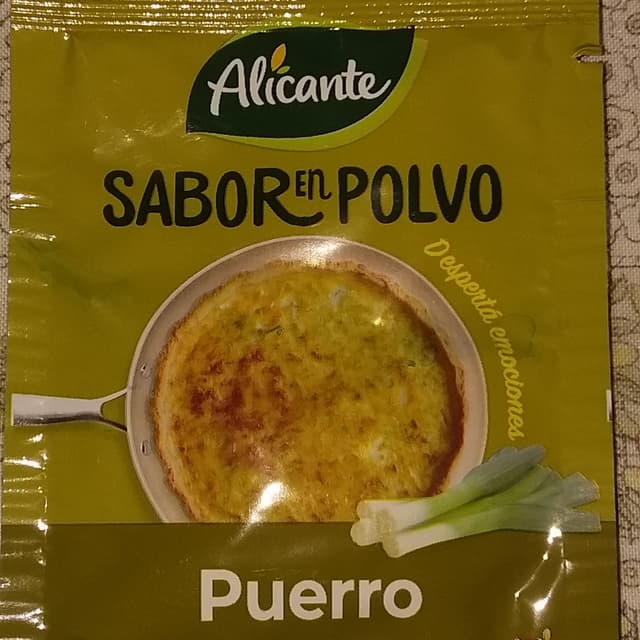 Alicante
SABOR EN POLVO
Despertá emociones
Puerro